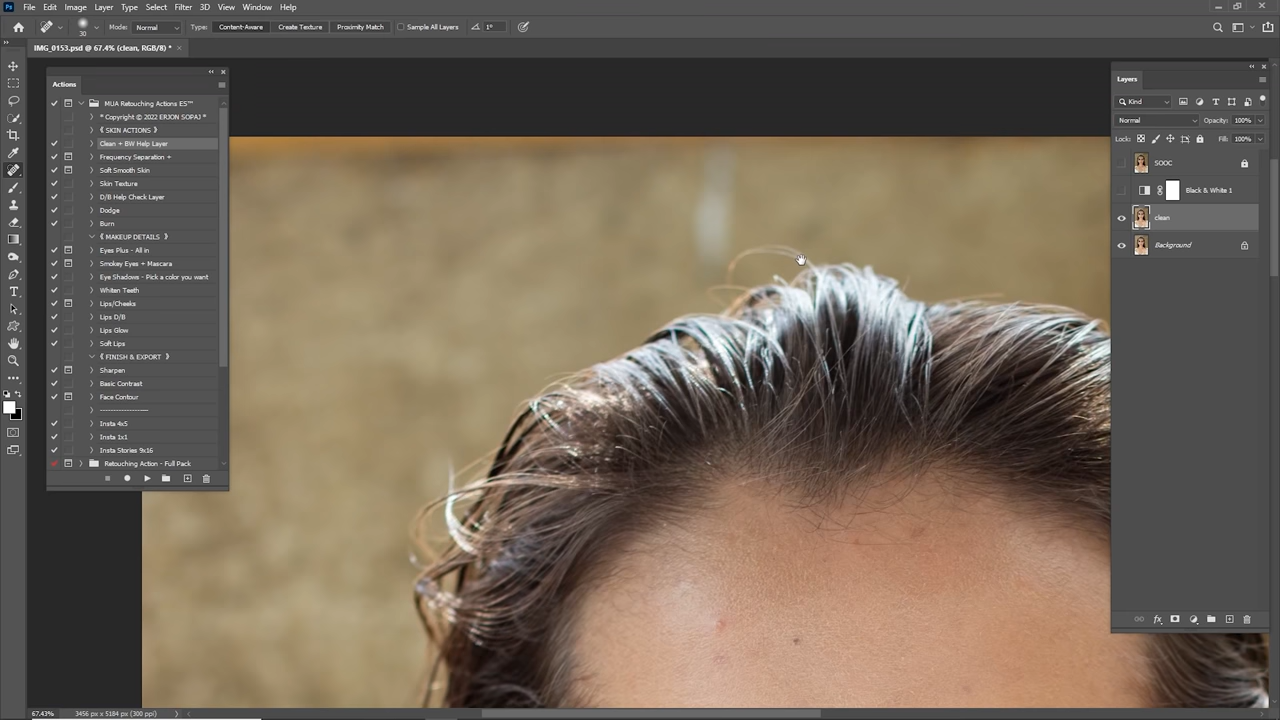 Ps File Edit Image Layer Type Select Filter 3D View Window Help
30 Mode: Normal Type: Content-Aware Create Texture Proximity Match Sample All Layers 1°
IMG_0153.psd @ 67.4% (clean, RGB/8) *
Actions
MUA Retouching Actions ES™
* Copyright © 2022 ERJON SOPAJ *
《 SKIN ACTIONS 》
Clean + BW Help Layer
Frequency Separation +
Soft Smooth Skin
Skin Texture
D/B Help Check Layer
Dodge
Burn
《 MAKEUP DETAILS 》
Eyes Plus - All in
Smokey Eyes + Mascara
Eye Shadows - Pick a color you want
Whiten Teeth
Lips/Cheeks
Lips D/B
Lips Glow
Soft Lips
《 FINISH & EXPORT 》
Sharpen
Basic Contrast
Face Contour
--------------------
Insta 4x5
Insta 1x1
Insta Stories 9x16
Retouching Action - Full Pack
Layers
Kind
Normal Opacity: 100%
Lock: Fill: 100%
SOOC
Black & White 1
clean
Background
fx
67.43% 3456 px x 5184 px (300 ppi)